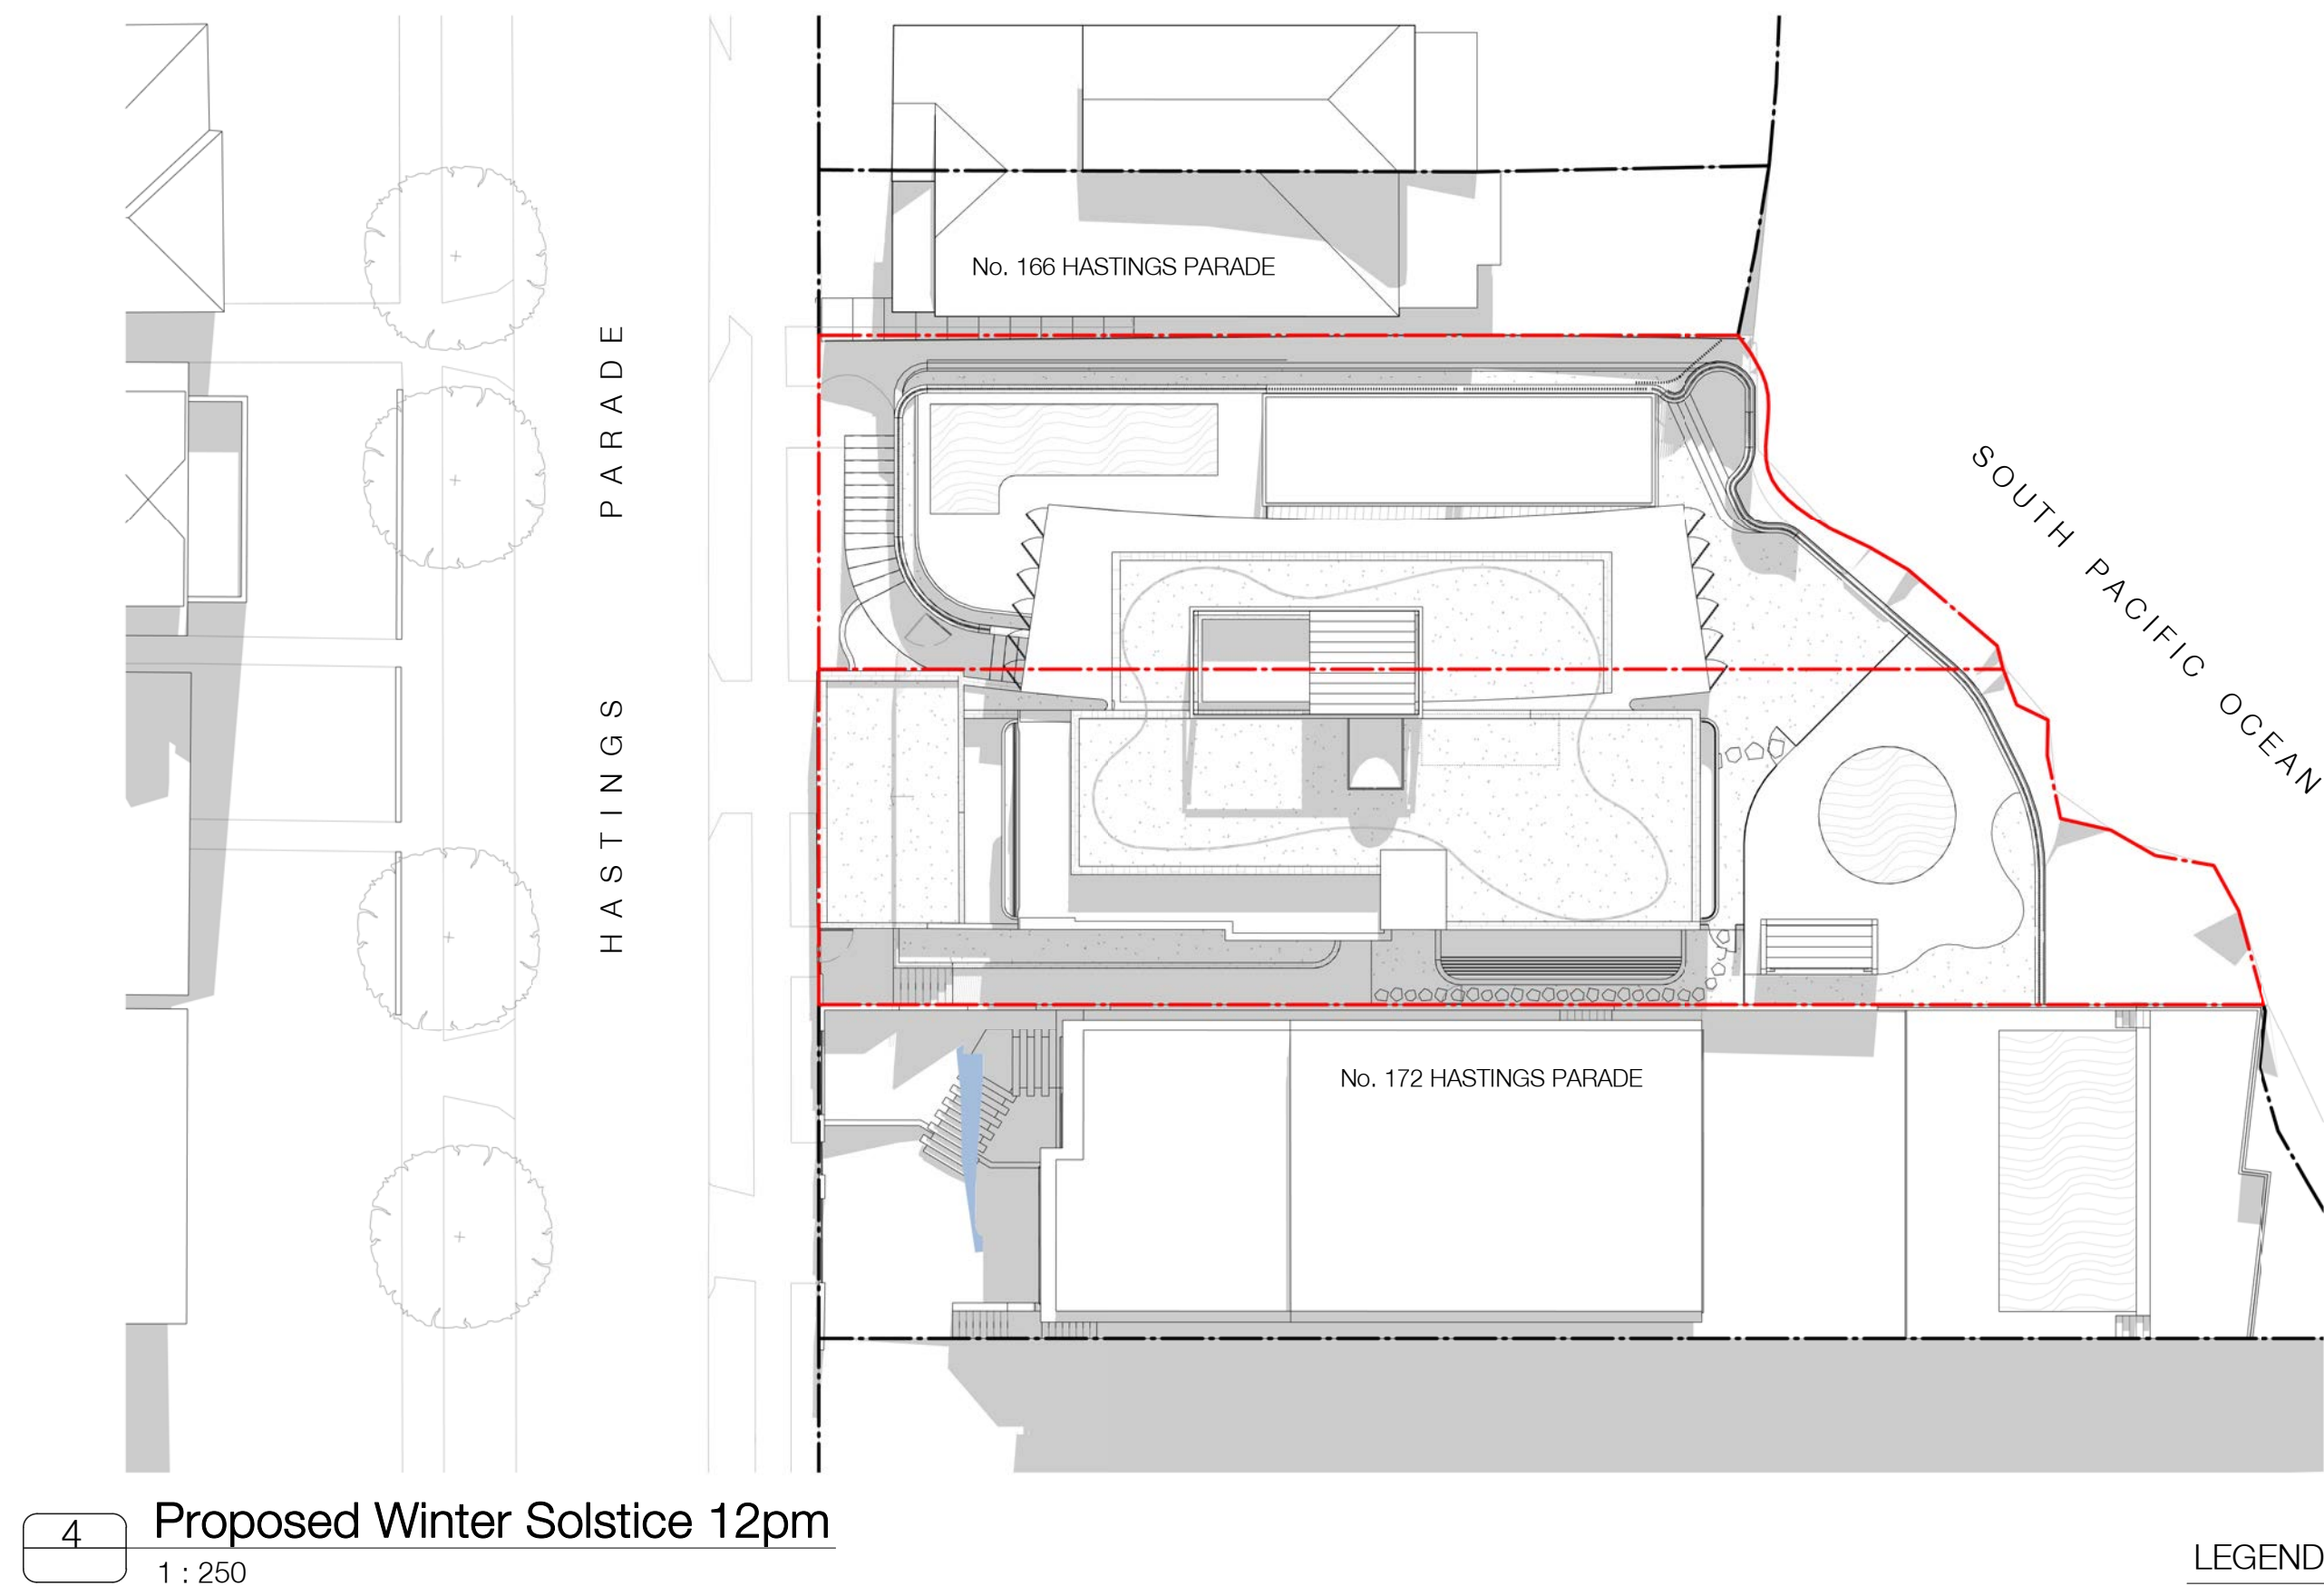 No. 166 HASTINGS PARADE
HASTINGS PARADE
SOUTH PACIFIC OCEAN
No. 172 HASTINGS PARADE
4
Proposed Winter Solstice 12pm
1 : 250
LEGEND